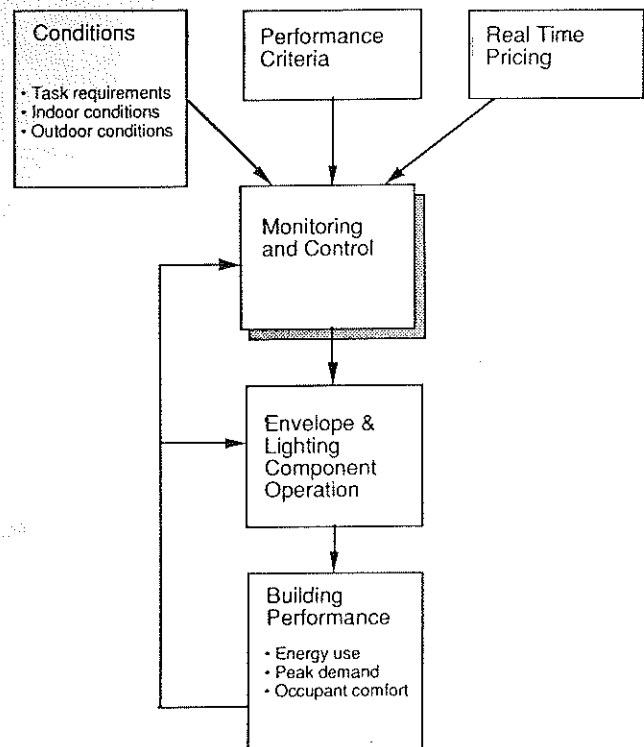 Conditions
• Task requirements
• Indoor conditions
• Outdoor conditions
Performance
Criteria
Real Time
Pricing
Monitoring
and Control
Envelope &
Lighting
Component
Operation
Building
Performance
• Energy use
• Peak demand
• Occupant comfort